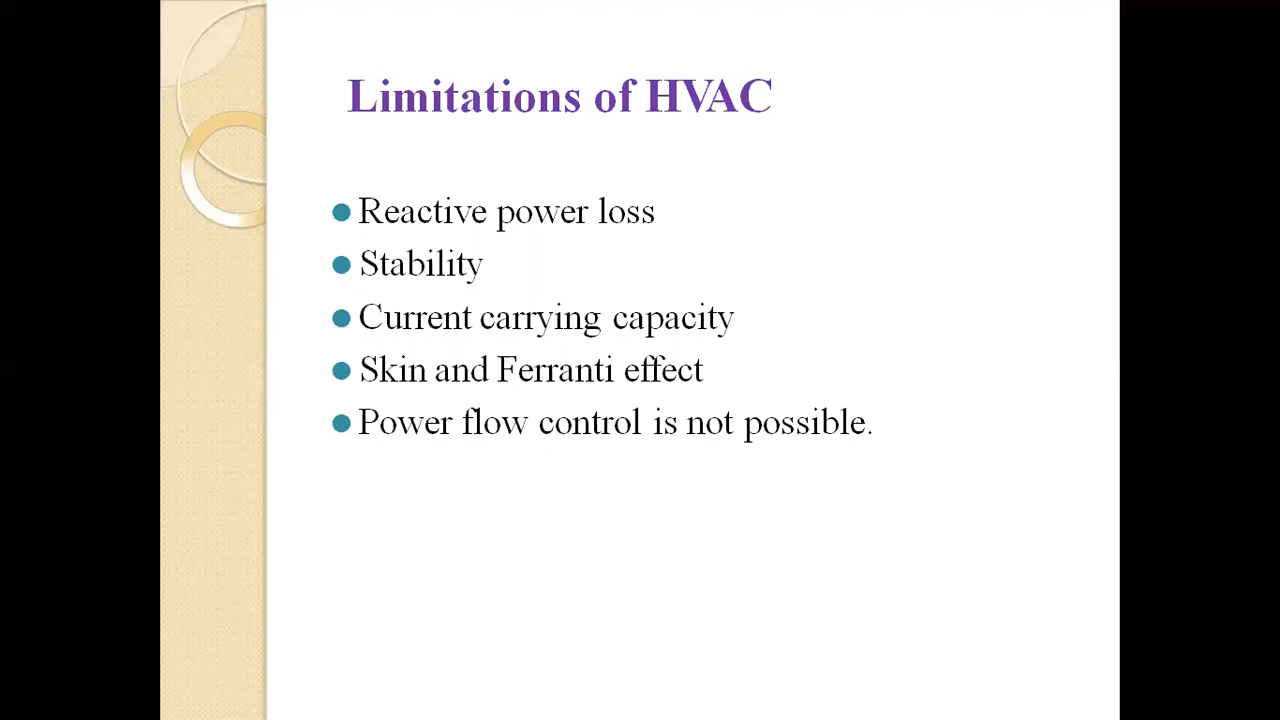 Limitations of HVAC
Reactive power loss
Stability
Current carrying capacity
Skin and Ferranti effect
Power flow control is not possible.